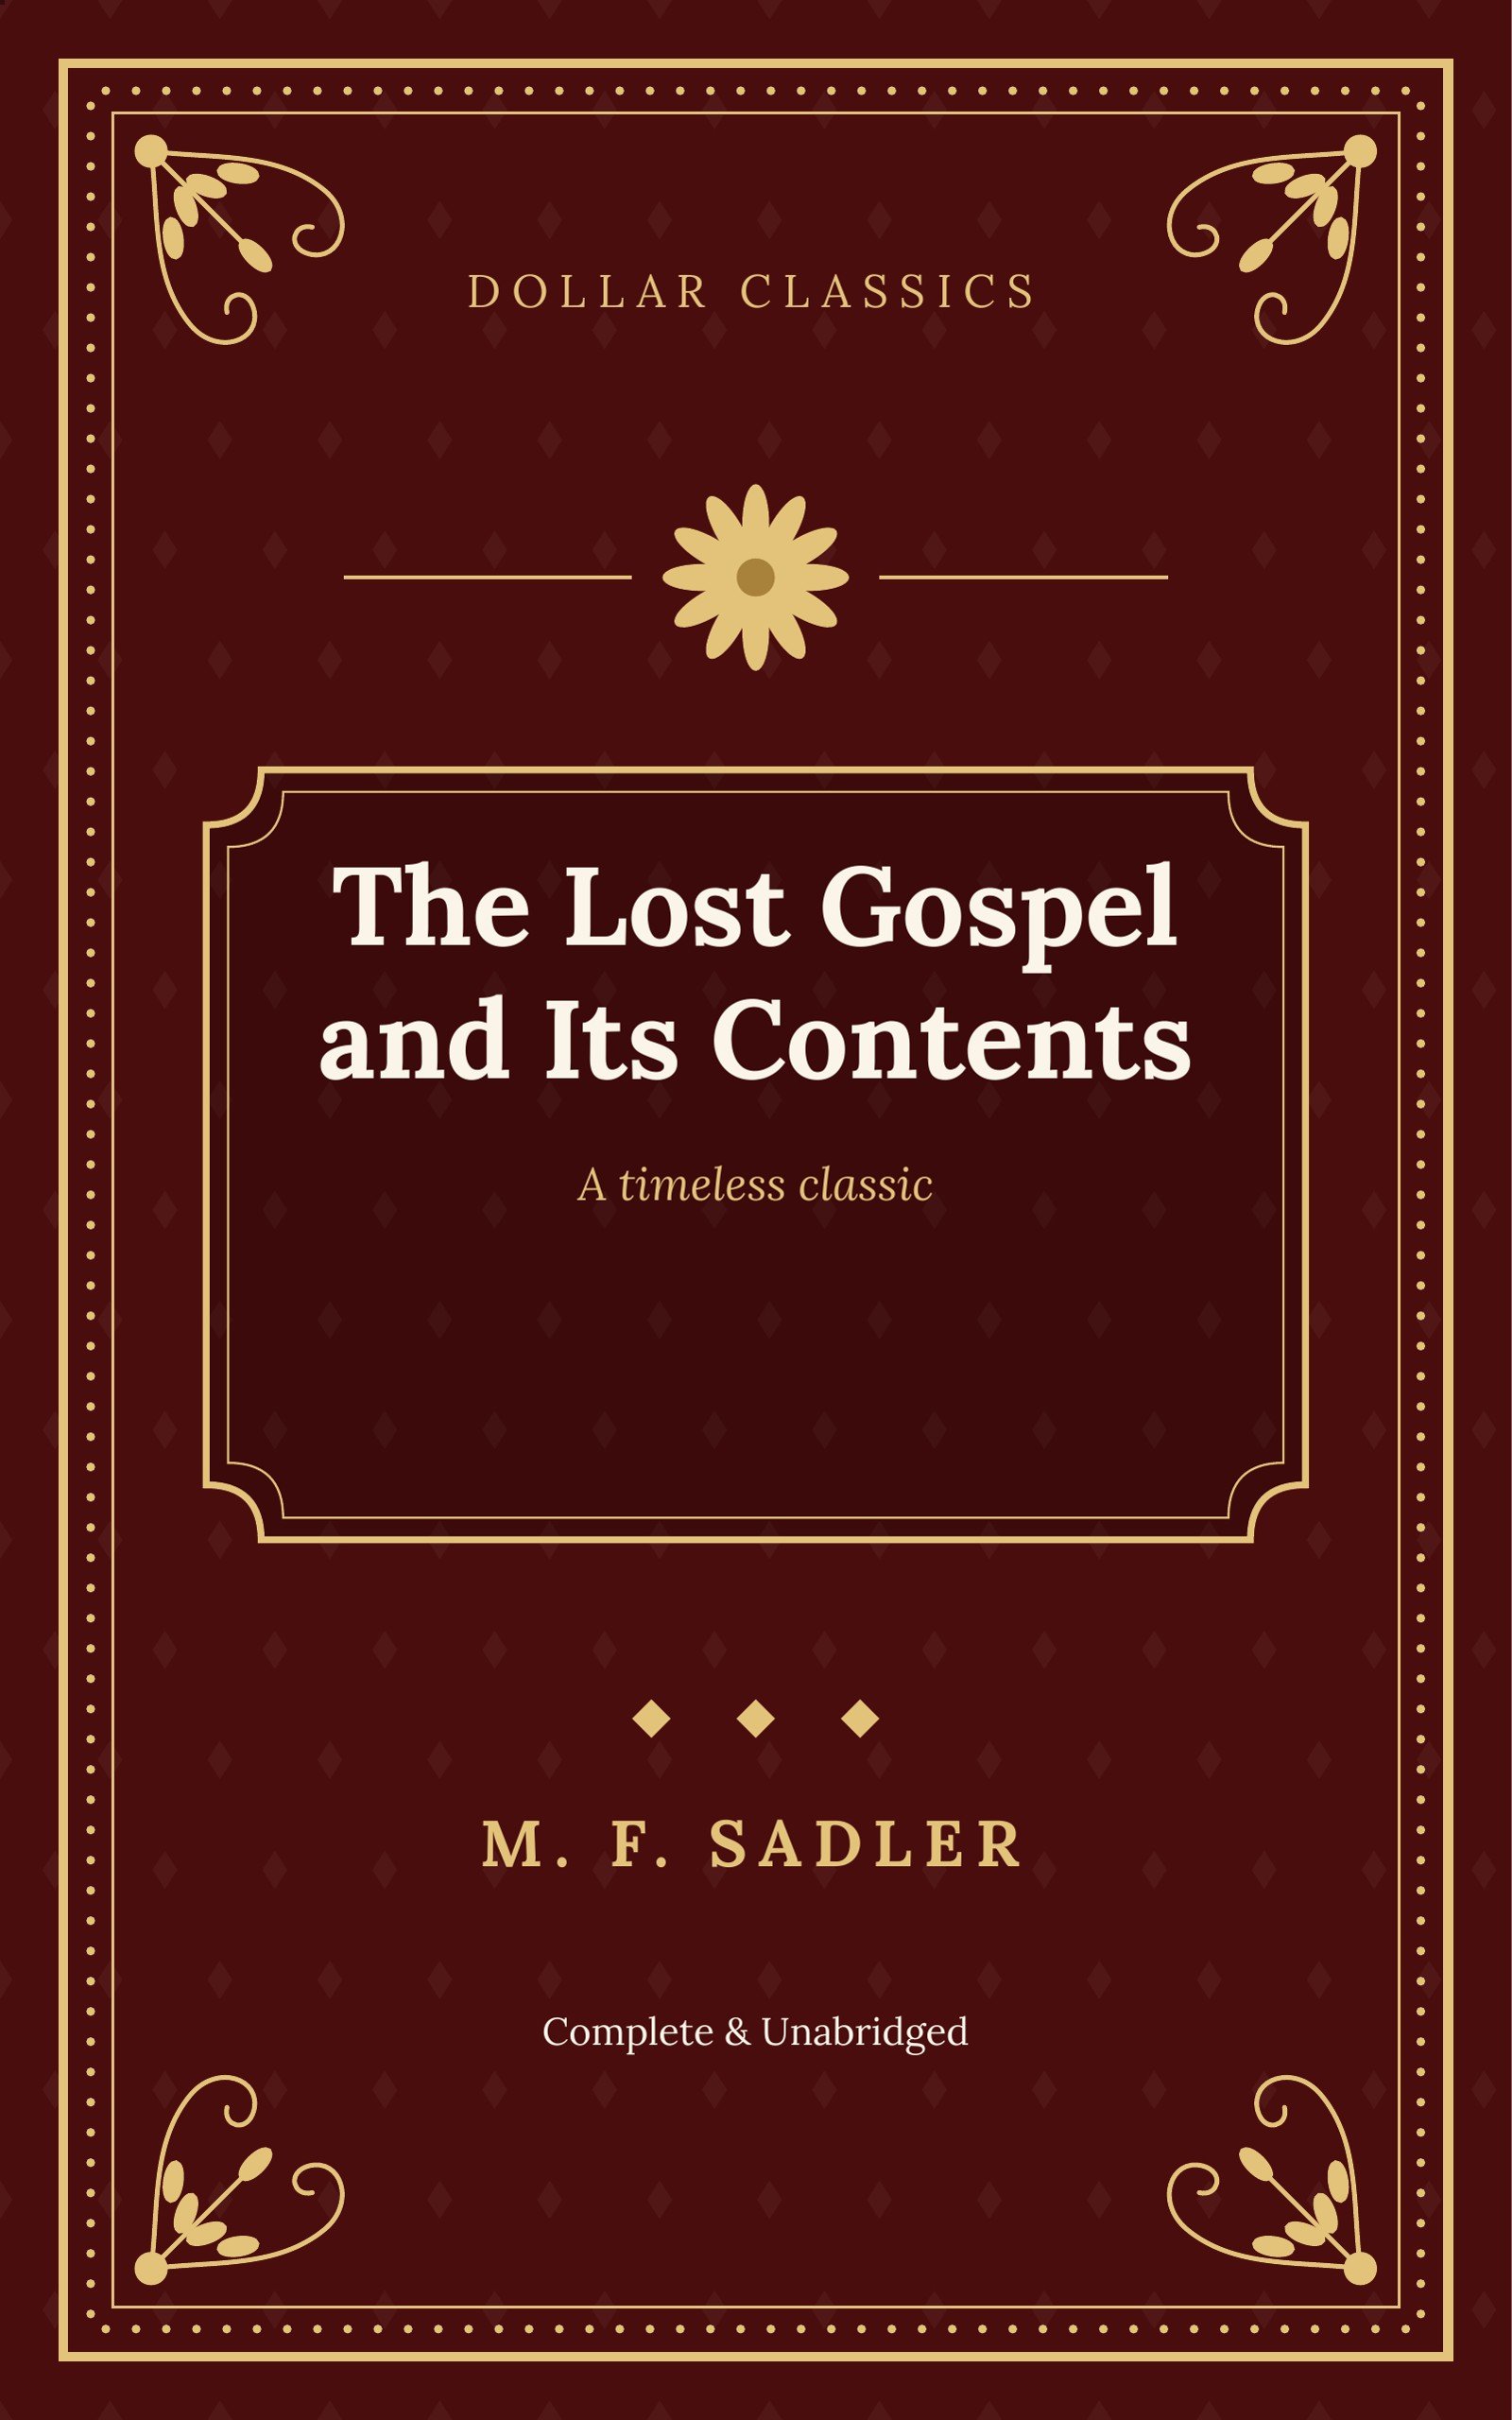 DOLLAR CLASSICS
The Lost Gospel
and Its Contents
A timeless classic
M. F. SADLER
Complete & Unabridged